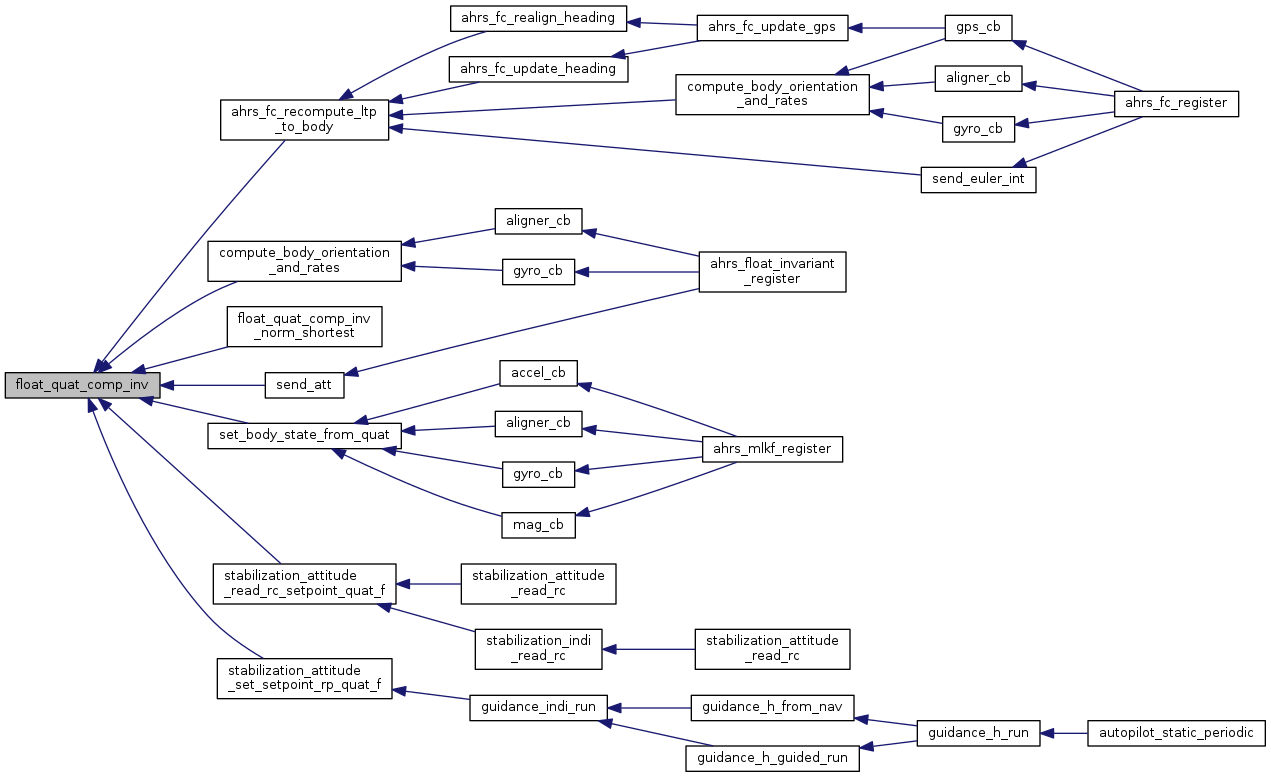 ahrs_fc_realign_heading
ahrs_fc_update_gps
gps_cb
ahrs_fc_update_heading
aligner_cb
compute_body_orientation
_and_rates
ahrs_fc_recompute_ltp
_to_body
ahrs_fc_register
gyro_cb
send_euler_int
aligner_cb
compute_body_orientation
_and_rates
gyro_cb
ahrs_float_invariant
_register
float_quat_comp_inv
_norm_shortest
float_quat_comp_inv
send_att
accel_cb
set_body_state_from_quat
aligner_cb
gyro_cb
mag_cb
ahrs_mlkf_register
stabilization_attitude
_read_rc_setpoint_quat_f
stabilization_attitude
_read_rc
stabilization_indi
_read_rc
stabilization_attitude
_read_rc
stabilization_attitude
_set_setpoint_rp_quat_f
guidance_indi_run
guidance_h_from_nav
guidance_h_guided_run
guidance_h_run
autopilot_static_periodic